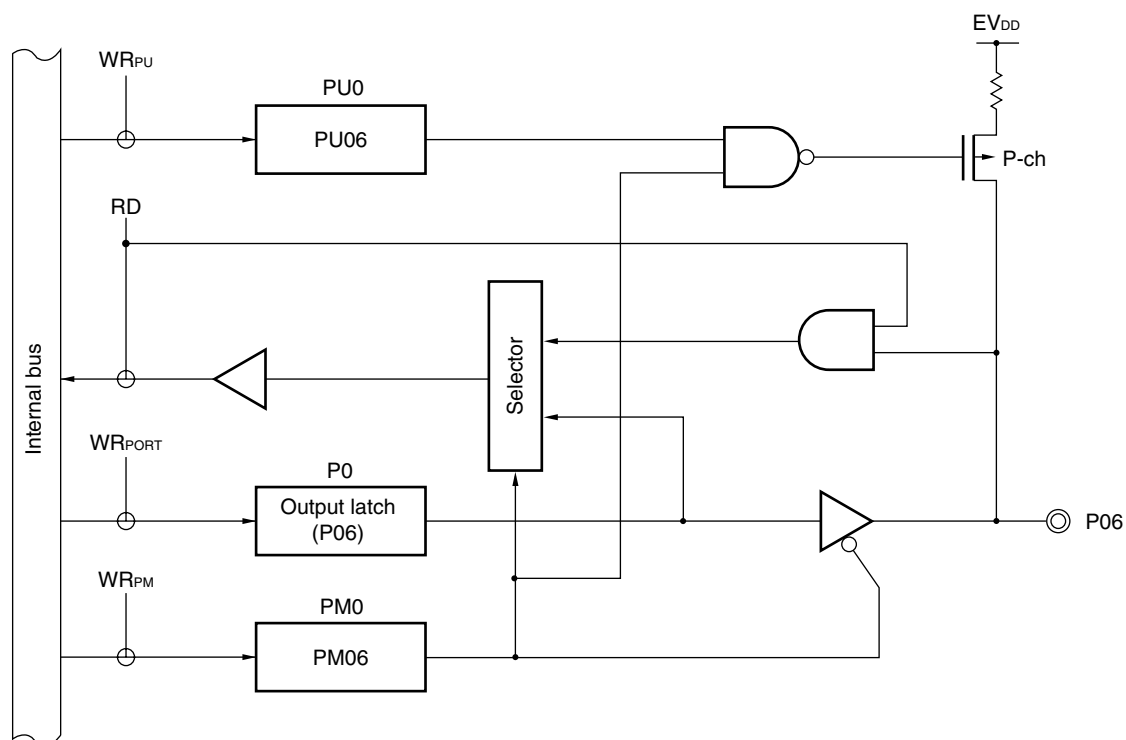 EVDD
WRPU
PU0
PU06
P-ch
RD
Selector
Internal bus
WRPORT
P0
Output latch
(P06)
P06
WRPM
PM0
PM06